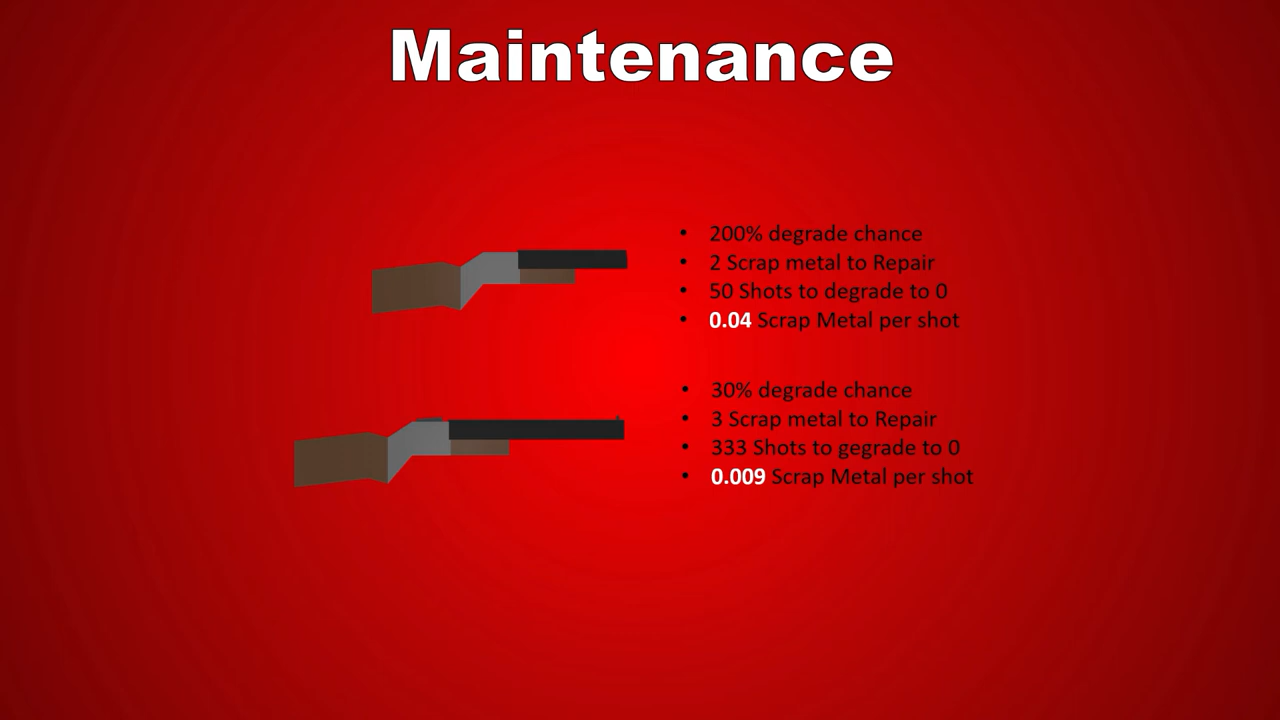 Maintenance
• 200% degrade chance
• 2 Scrap metal to Repair
• 50 Shots to degrade to 0
• 0.04 Scrap Metal per shot
• 30% degrade chance
• 3 Scrap metal to Repair
• 333 Shots to gegrade to 0
• 0.009 Scrap Metal per shot